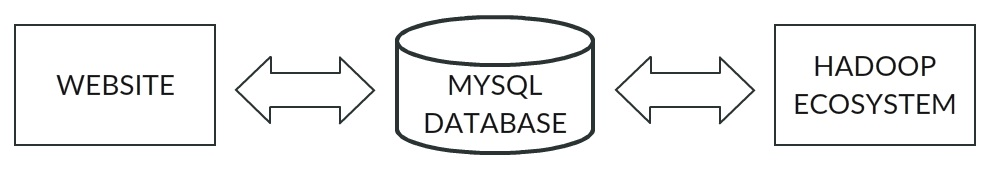 WEBSITE
MYSQL
DATABASE
HADOOP
ECOSYSTEM